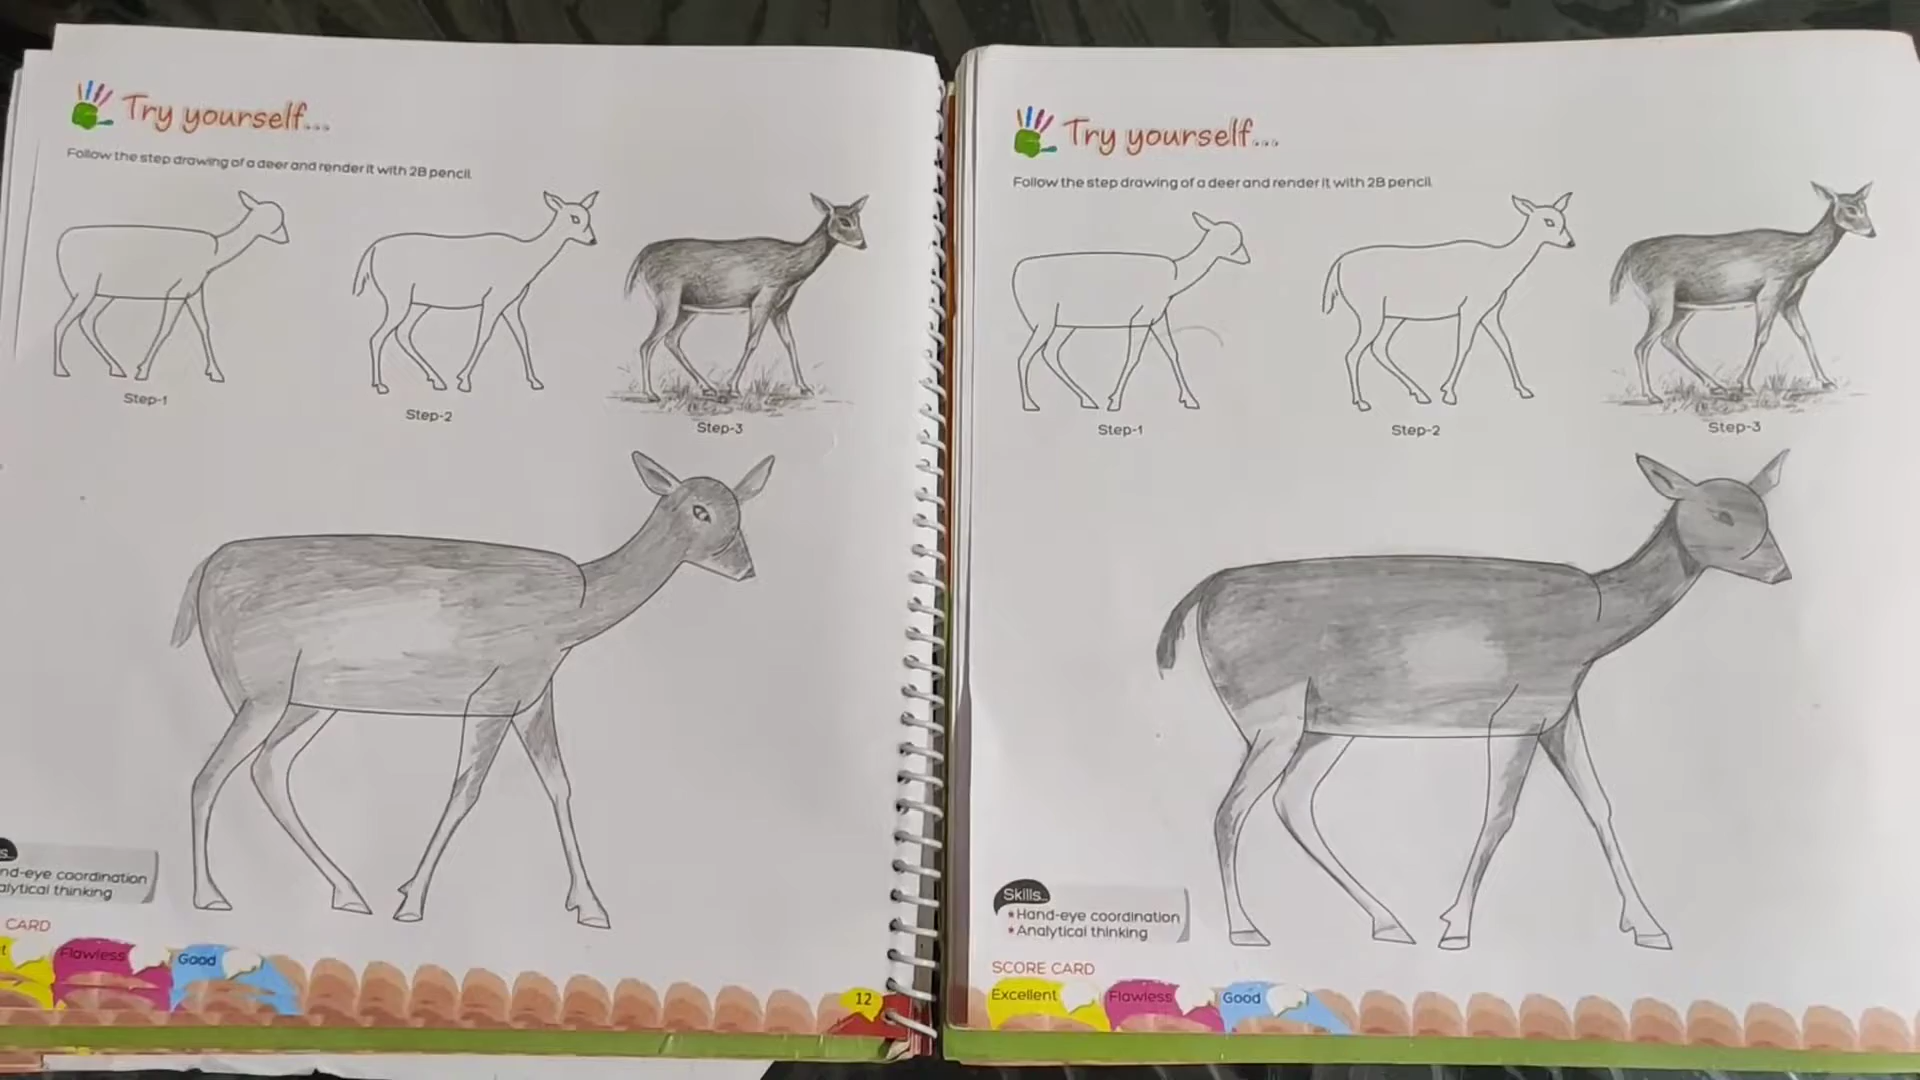 Try yourself...
Follow the step drawing of a deer and render it with 2B pencil.
Step-1
Step-2
Step-3
nd-eye coordination
alytical thinking
CARD
Flawless
Good
12
Try yourself...
Follow the step drawing of a deer and render it with 2B pencil.
Step-1
Step-2
Step-3
Skills..
*Hand-eye coordination
*Analytical thinking
SCORE CARD
Excellent
Flawless
Good